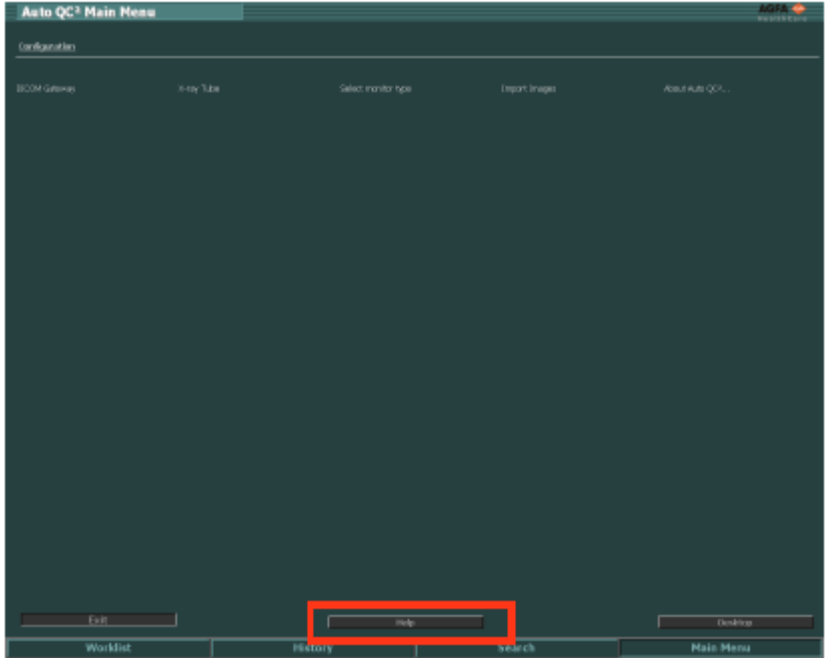 Auto QC² Main Menu
AGFA
HealthCare
Configuration
DICOM Gateway X-ray Tube Select monitor type Import Images About Auto QC²...
Exit Help Desktop
Worklist History Search Main Menu